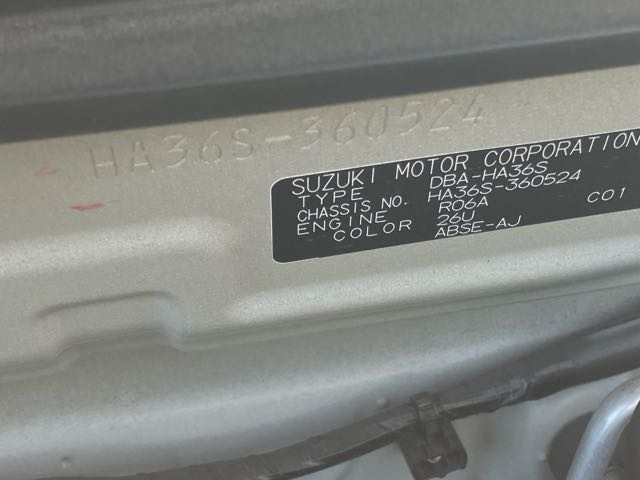 HA36S-360524
SUZUKI MOTOR CORPORATION
TYPE DBA-HA36S
CHASSIS NO. HA36S-360524
ENGINE R06A
COLOR 26U C01
ABSE-AJ